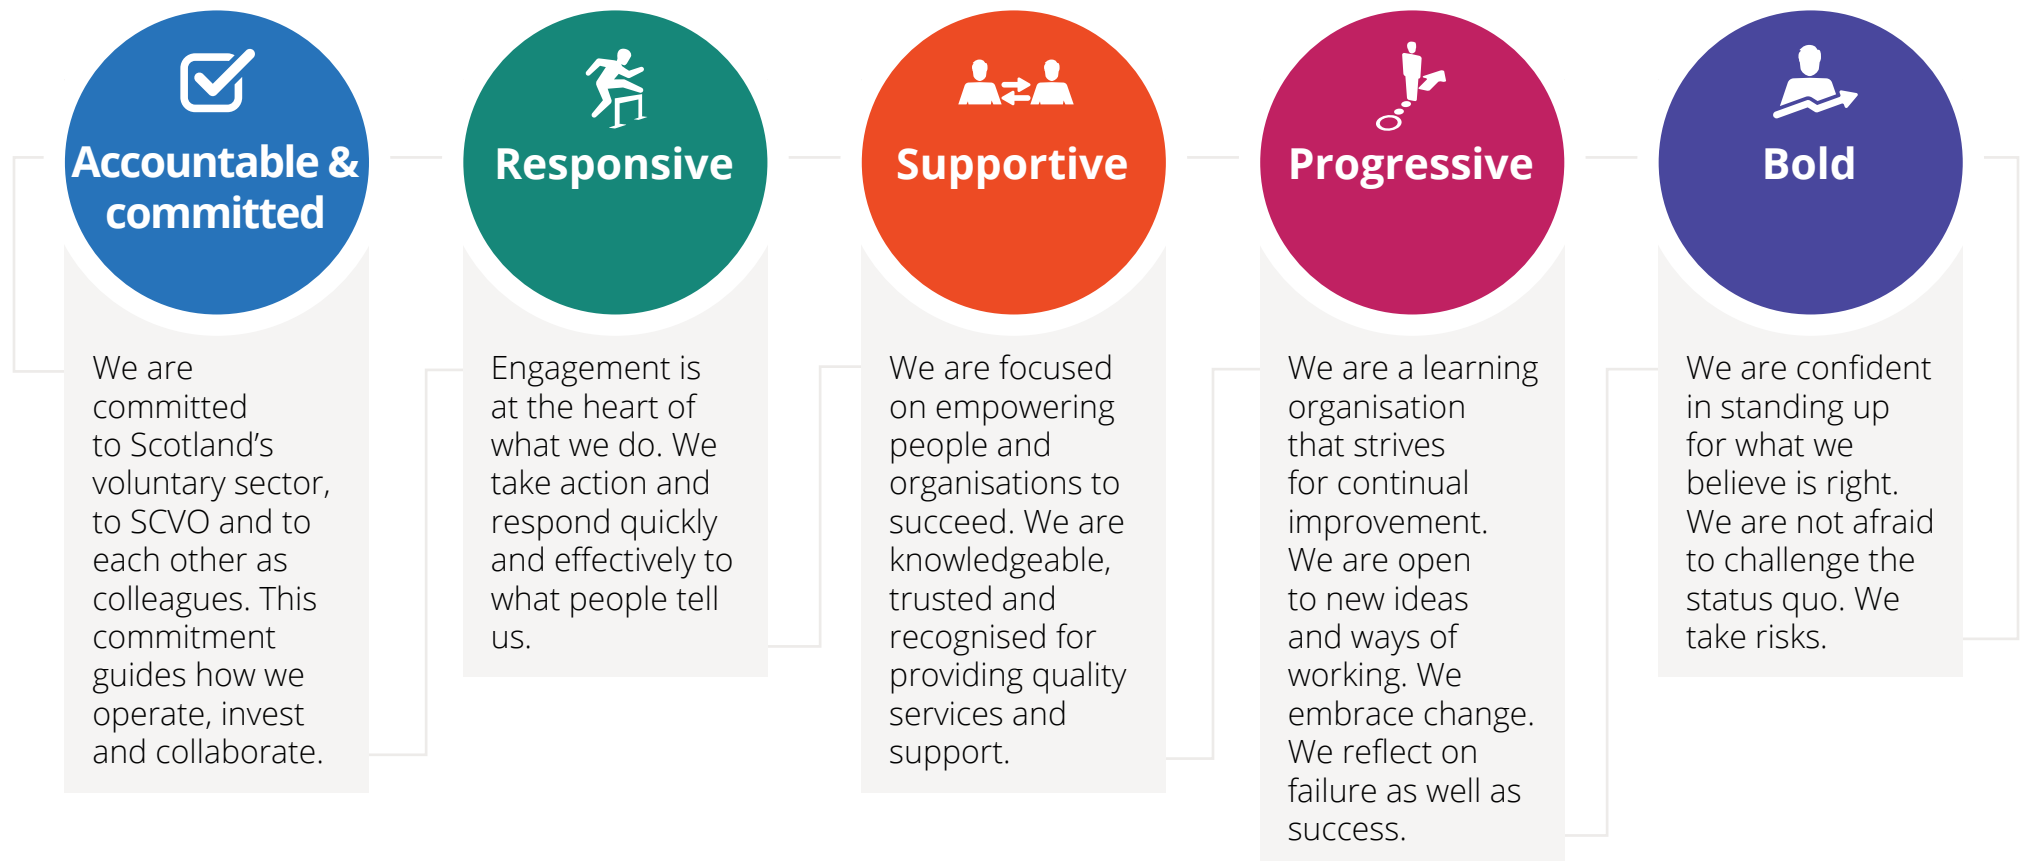 Accountable &
committed
We are
committed
to Scotland’s
voluntary sector,
to SCVO and to
each other as
colleagues. This
commitment
guides how we
operate, invest
and collaborate.
Responsive
Engagement is
at the heart of
what we do. We
take action and
respond quickly
and effectively to
what people tell
us.
Supportive
We are focused
on empowering
people and
organisations to
succeed. We are
knowledgeable,
trusted and
recognised for
providing quality
services and
support.
Progressive
We are a learning
organisation
that strives
for continual
improvement.
We are open
to new ideas
and ways of
working. We
embrace change.
We reflect on
failure as well as
success.
Bold
We are confident
in standing up
for what we
believe is right.
We are not afraid
to challenge the
status quo. We
take risks.